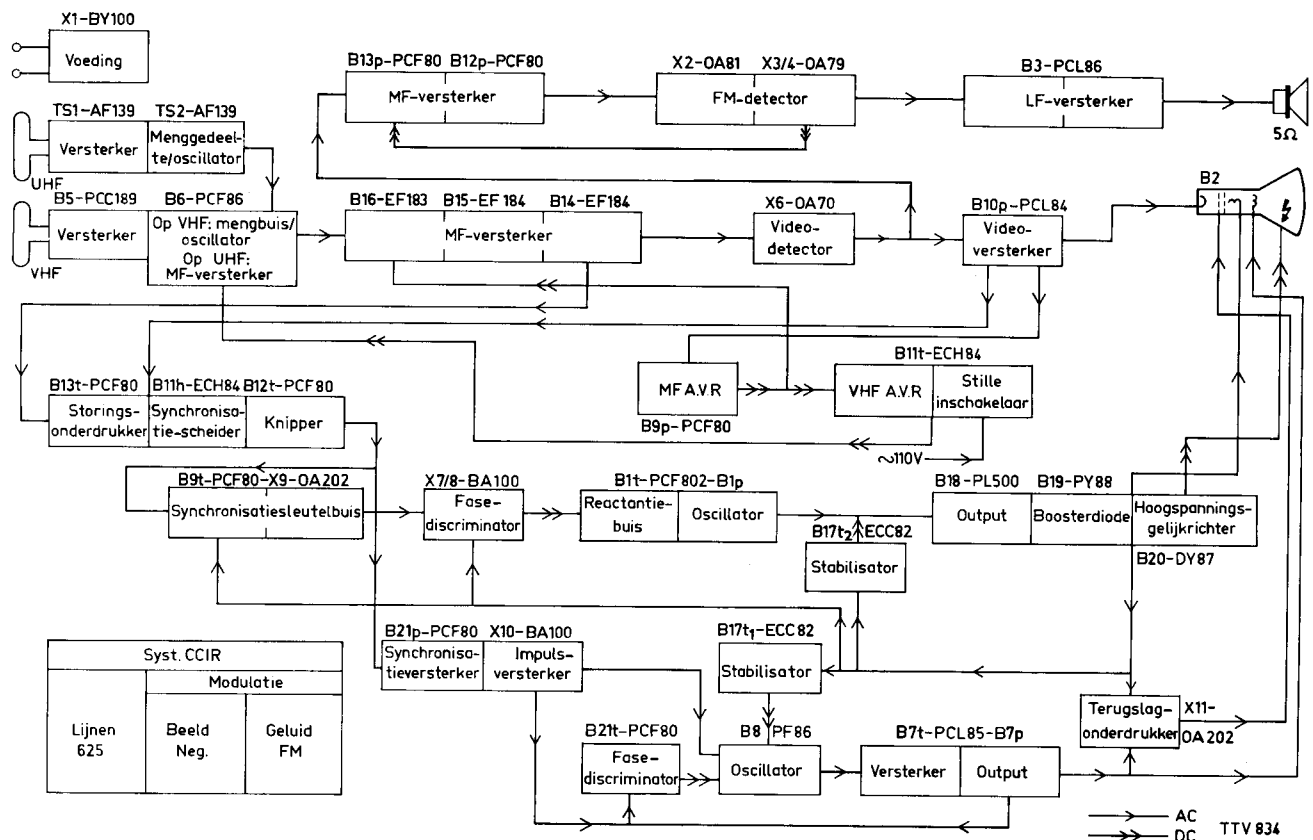 X1-BY100
Voeding
TS1-AF139 TS2-AF139
Versterker
Menggedeel-
te/oscillator
UHF
B5-PCC189 B6-PCF86
Versterker
Op VHF: mengbuis/
oscillator
Op UHF:
MF-versterker
VHF
B13p-PCF80 B12p-PCF80
MF-versterker
X2-OA81 X3/4-OA79
FM-detector
B3-PCL86
LF-versterker
5Ω
B16-EF183 B15-EF184 B14-EF184
MF-versterker
X6-OA70
Video-
detector
B10p-PCL84
Video-
versterker
B2
MF A.V.R
B9p-PCF80
B11t-ECH84
VHF A.V.R
Stille
inschakelaar
~110V
B13t-PCF80 B11h-ECH84 B12t-PCF80
Storings-
onderdrukker
Synchronisa-
tie-scheider
Knipper
B9t-PCF80-X9-OA202
Synchronisatiesleutelbuis
X7/8-BA100
Fase-
discriminator
B1t-PCF802-B1p
Reactantie-
buis
Oscillator
B17t2 ECC82
Stabilisator
B18-PL500 B19-PY88
Output
Boosterdiode
Hoogspannings-
gelijkrichter
B20-DY87
B21p-PCF80 X10-BA100
Synchronisa-
tieversterker
Impuls-
versterker
B17t1-ECC82
Stabilisator
B21t-PCF80
Fase-
discriminator
B8 PF86
Oscillator
B7t-PCL85-B7p
Versterker
Output
Terugslag-
onderdrukker
X11-
OA202
Syst. CCIR
Modulatie
Lijnen
625
Beeld
Neg.
Geluid
FM
AC
DC
TTV 834